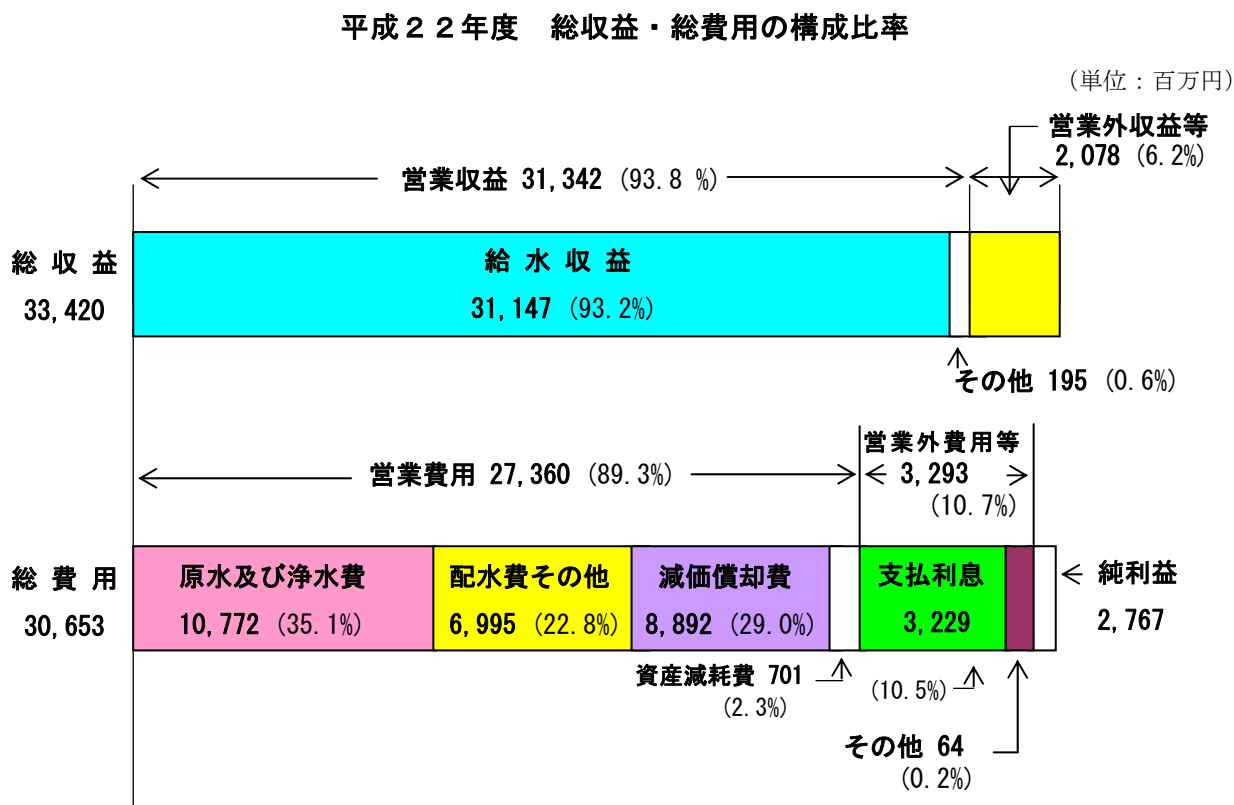 平成２２年度　総収益・総費用の構成比率
（単位：百万円）
営業外収益等
2,078 (6.2%)
営業収益 31,342 (93.8 %)
総 収 益
33,420
給 水 収 益
31,147 (93.2%)
その他 195 (0.6%)
営業外費用等
3,293
(10.7%)
営業費用 27,360 (89.3%)
総 費 用
30,653
原水及び浄水費
10,772 (35.1%)
配水費その他
6,995 (22.8%)
減価償却費
8,892 (29.0%)
支払利息
3,229
純利益
2,767
資産減耗費 701
(2.3%)
(10.5%)
その他 64
(0.2%)